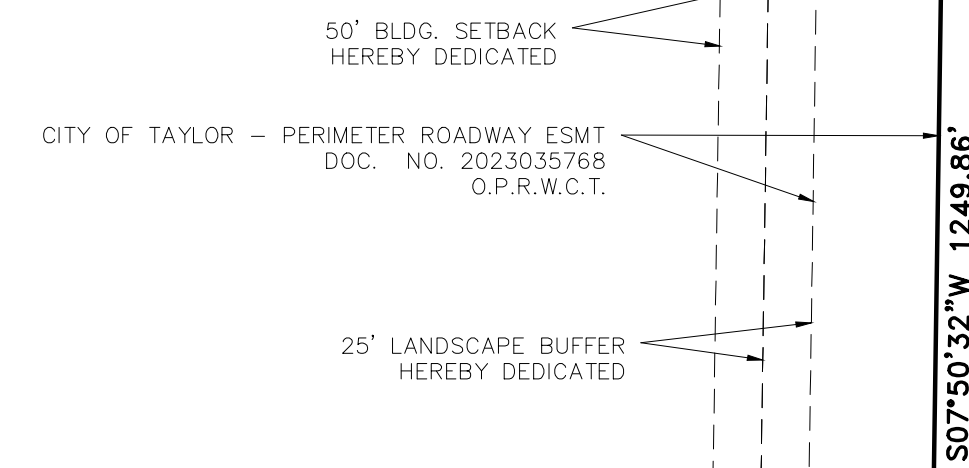 50' BLDG. SETBACK
HEREBY DEDICATED
CITY OF TAYLOR – PERIMETER ROADWAY ESMT
DOC. NO. 2023035768
O.P.R.W.C.T.
25' LANDSCAPE BUFFER
HEREBY DEDICATED
S07°50'32"W 1249.86'